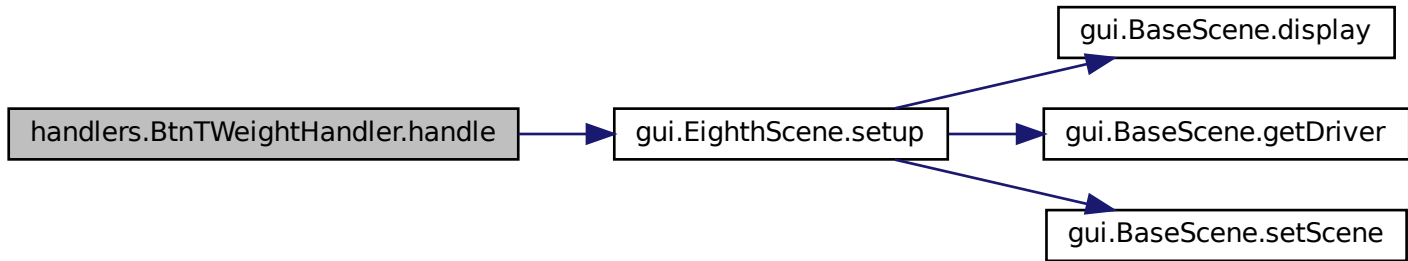 handlers.BtnTWeightHandler.handle
gui.EighthScene.setup
gui.BaseScene.display
gui.BaseScene.getDriver
gui.BaseScene.setScene